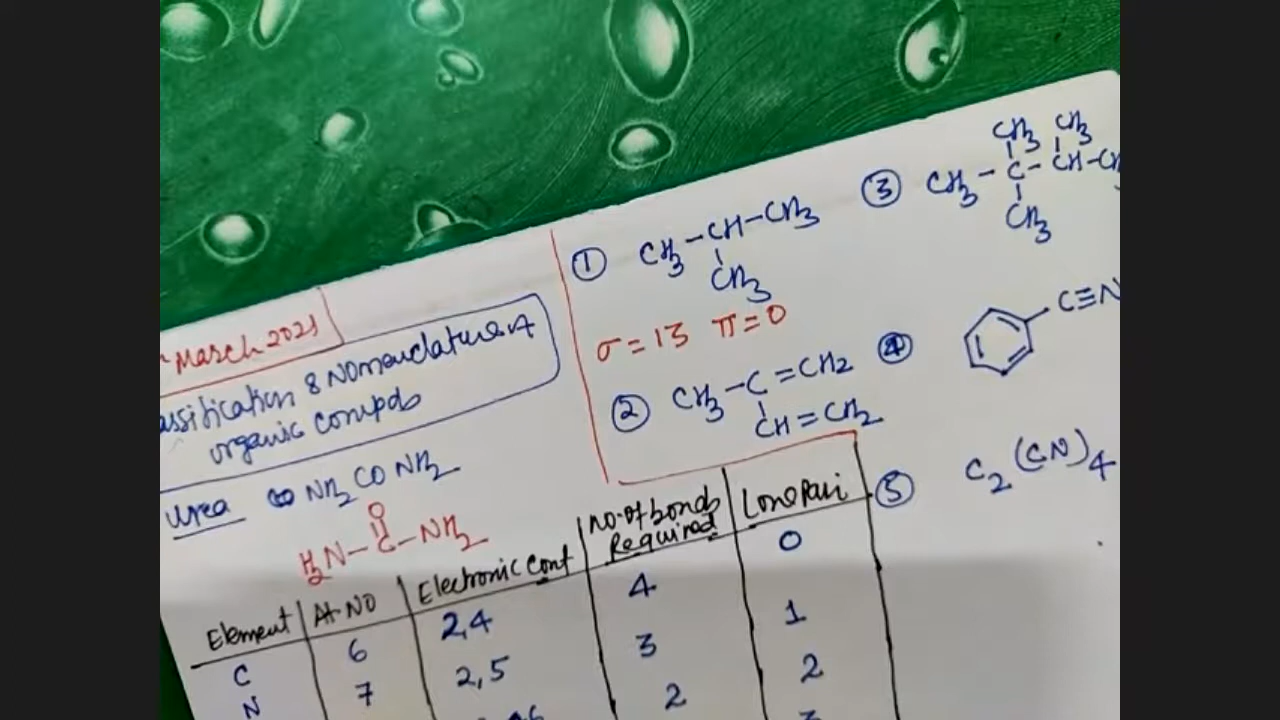 March 2021
assification & Nomenclature of
organic compds
Urea NH2CONH2
O
||
H2N-C-NH2
① CH3-CH-CH3
|
CH3
σ=13 π=0
② CH3-C=CH2
|
CH=CH2
③ CH3 CH3
| |
CH3-C-CH-CH
|
CH3
④ C≡N
⑤ C2(CN)4
Element At·NO Electronic Conf No·of bonds Required Lone Pair
C 6 2,4 4 0
N 7 2,5 3 1
2 2